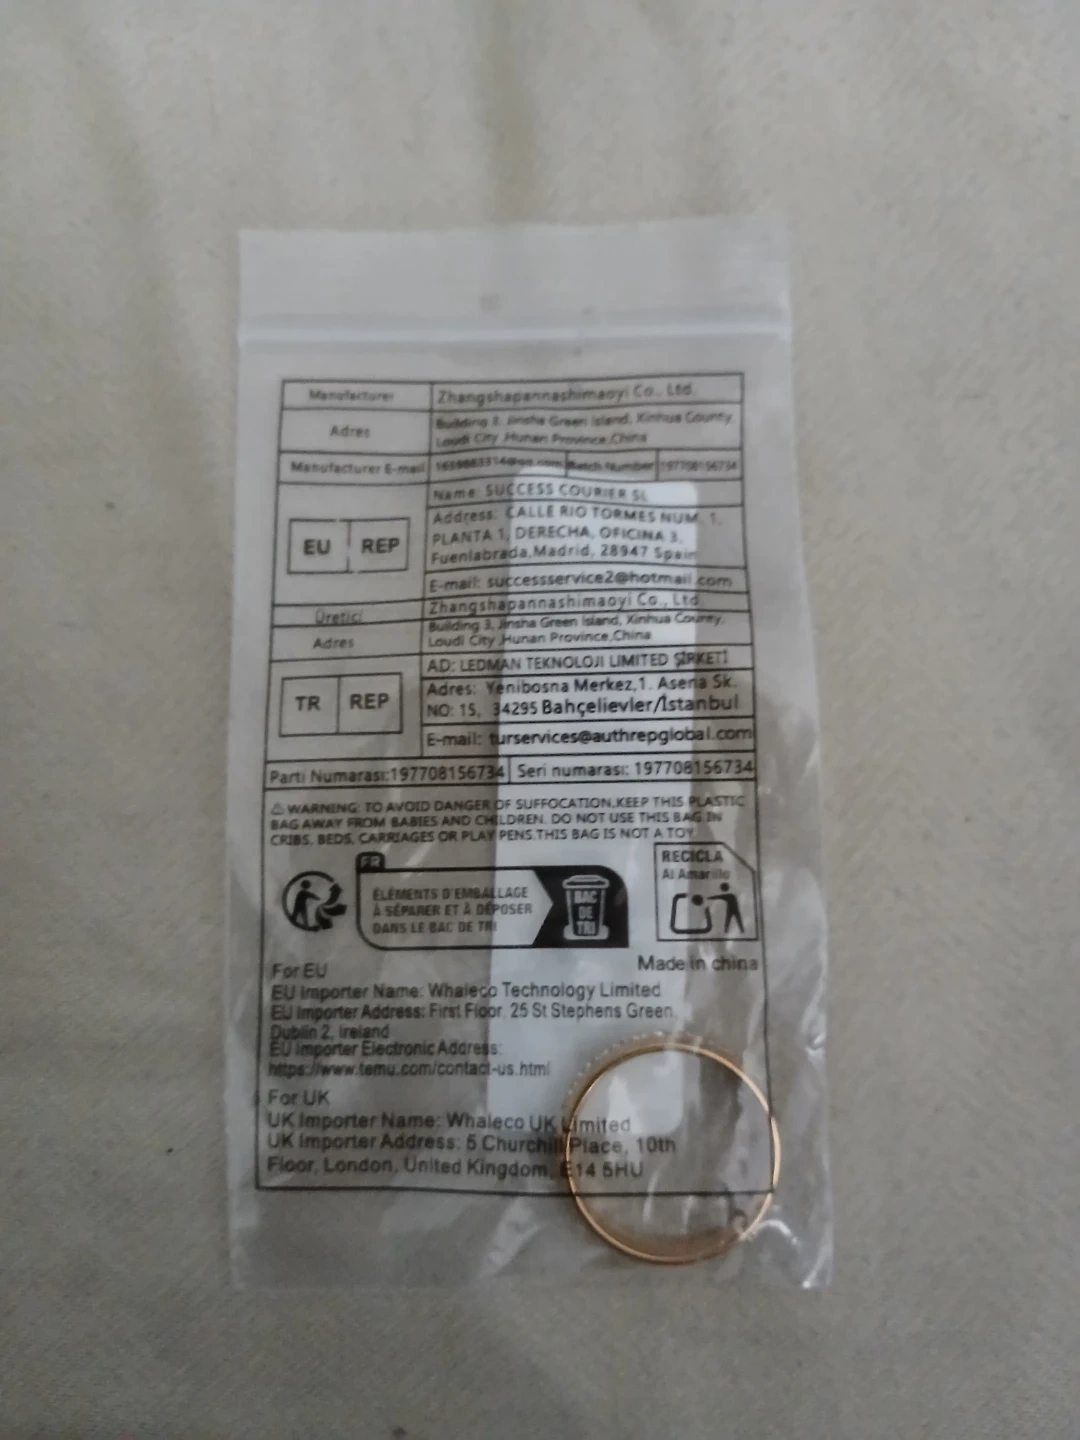 Manufacturer
Zhangshapannashimaoyi Co., Ltd.
Adres
Building 3, Jinsha Green Island, Xinhua County,
Loudi City ,Hunan Province,China
Manufacturer E-mail
Batch Number
197708156734
EU REP
Name: SUCCESS COURIER SL
Address: CALLE RIO TORMES NUM. 1,
PLANTA 1, DERECHA, OFICINA 3,
Fuenlabrada,Madrid, 28947 Spain
E-mail: successservice2@hotmail.com
Üretici
Zhangshapannashimaoyi Co., Ltd
Adres
Building 3, Jinsha Green Island, Xinhua County,
Loudi City ,Hunan Province,China
TR REP
AD: LEDMAN TEKNOLOJI LIMITED ŞİRKETİ
Adres: Yenibosna Merkez,1. Asena Sk.
NO: 15, 34295 Bahçelievler/İstanbul
E-mail: turservices@authrepglobal.com
Parti Numarası:197708156734
Seri numarası: 197708156734
⚠ WARNING: TO AVOID DANGER OF SUFFOCATION,KEEP THIS PLASTIC
BAG AWAY FROM BABIES AND CHILDREN. DO NOT USE THIS BAG IN
CRIBS, BEDS, CARRIAGES OR PLAY PENS.THIS BAG IS NOT A TOY.
FR
ÉLÉMENTS D'EMBALLAGE
À SÉPARER ET À DÉPOSER
DANS LE BAC DE TRI
BAC
DE
TRI
RECICLA
Al Amarillo
Made in china
For EU
EU Importer Name: Whaleco Technology Limited
EU Importer Address: First Floor, 25 St Stephens Green,
Dublin 2, Ireland
EU Importer Electronic Address:
https://www.temu.com/contact-us.html
For UK
UK Importer Name: Whaleco UK Limited
UK Importer Address: 5 Churchill Place, 10th
Floor, London, United Kingdom, E14 5HU